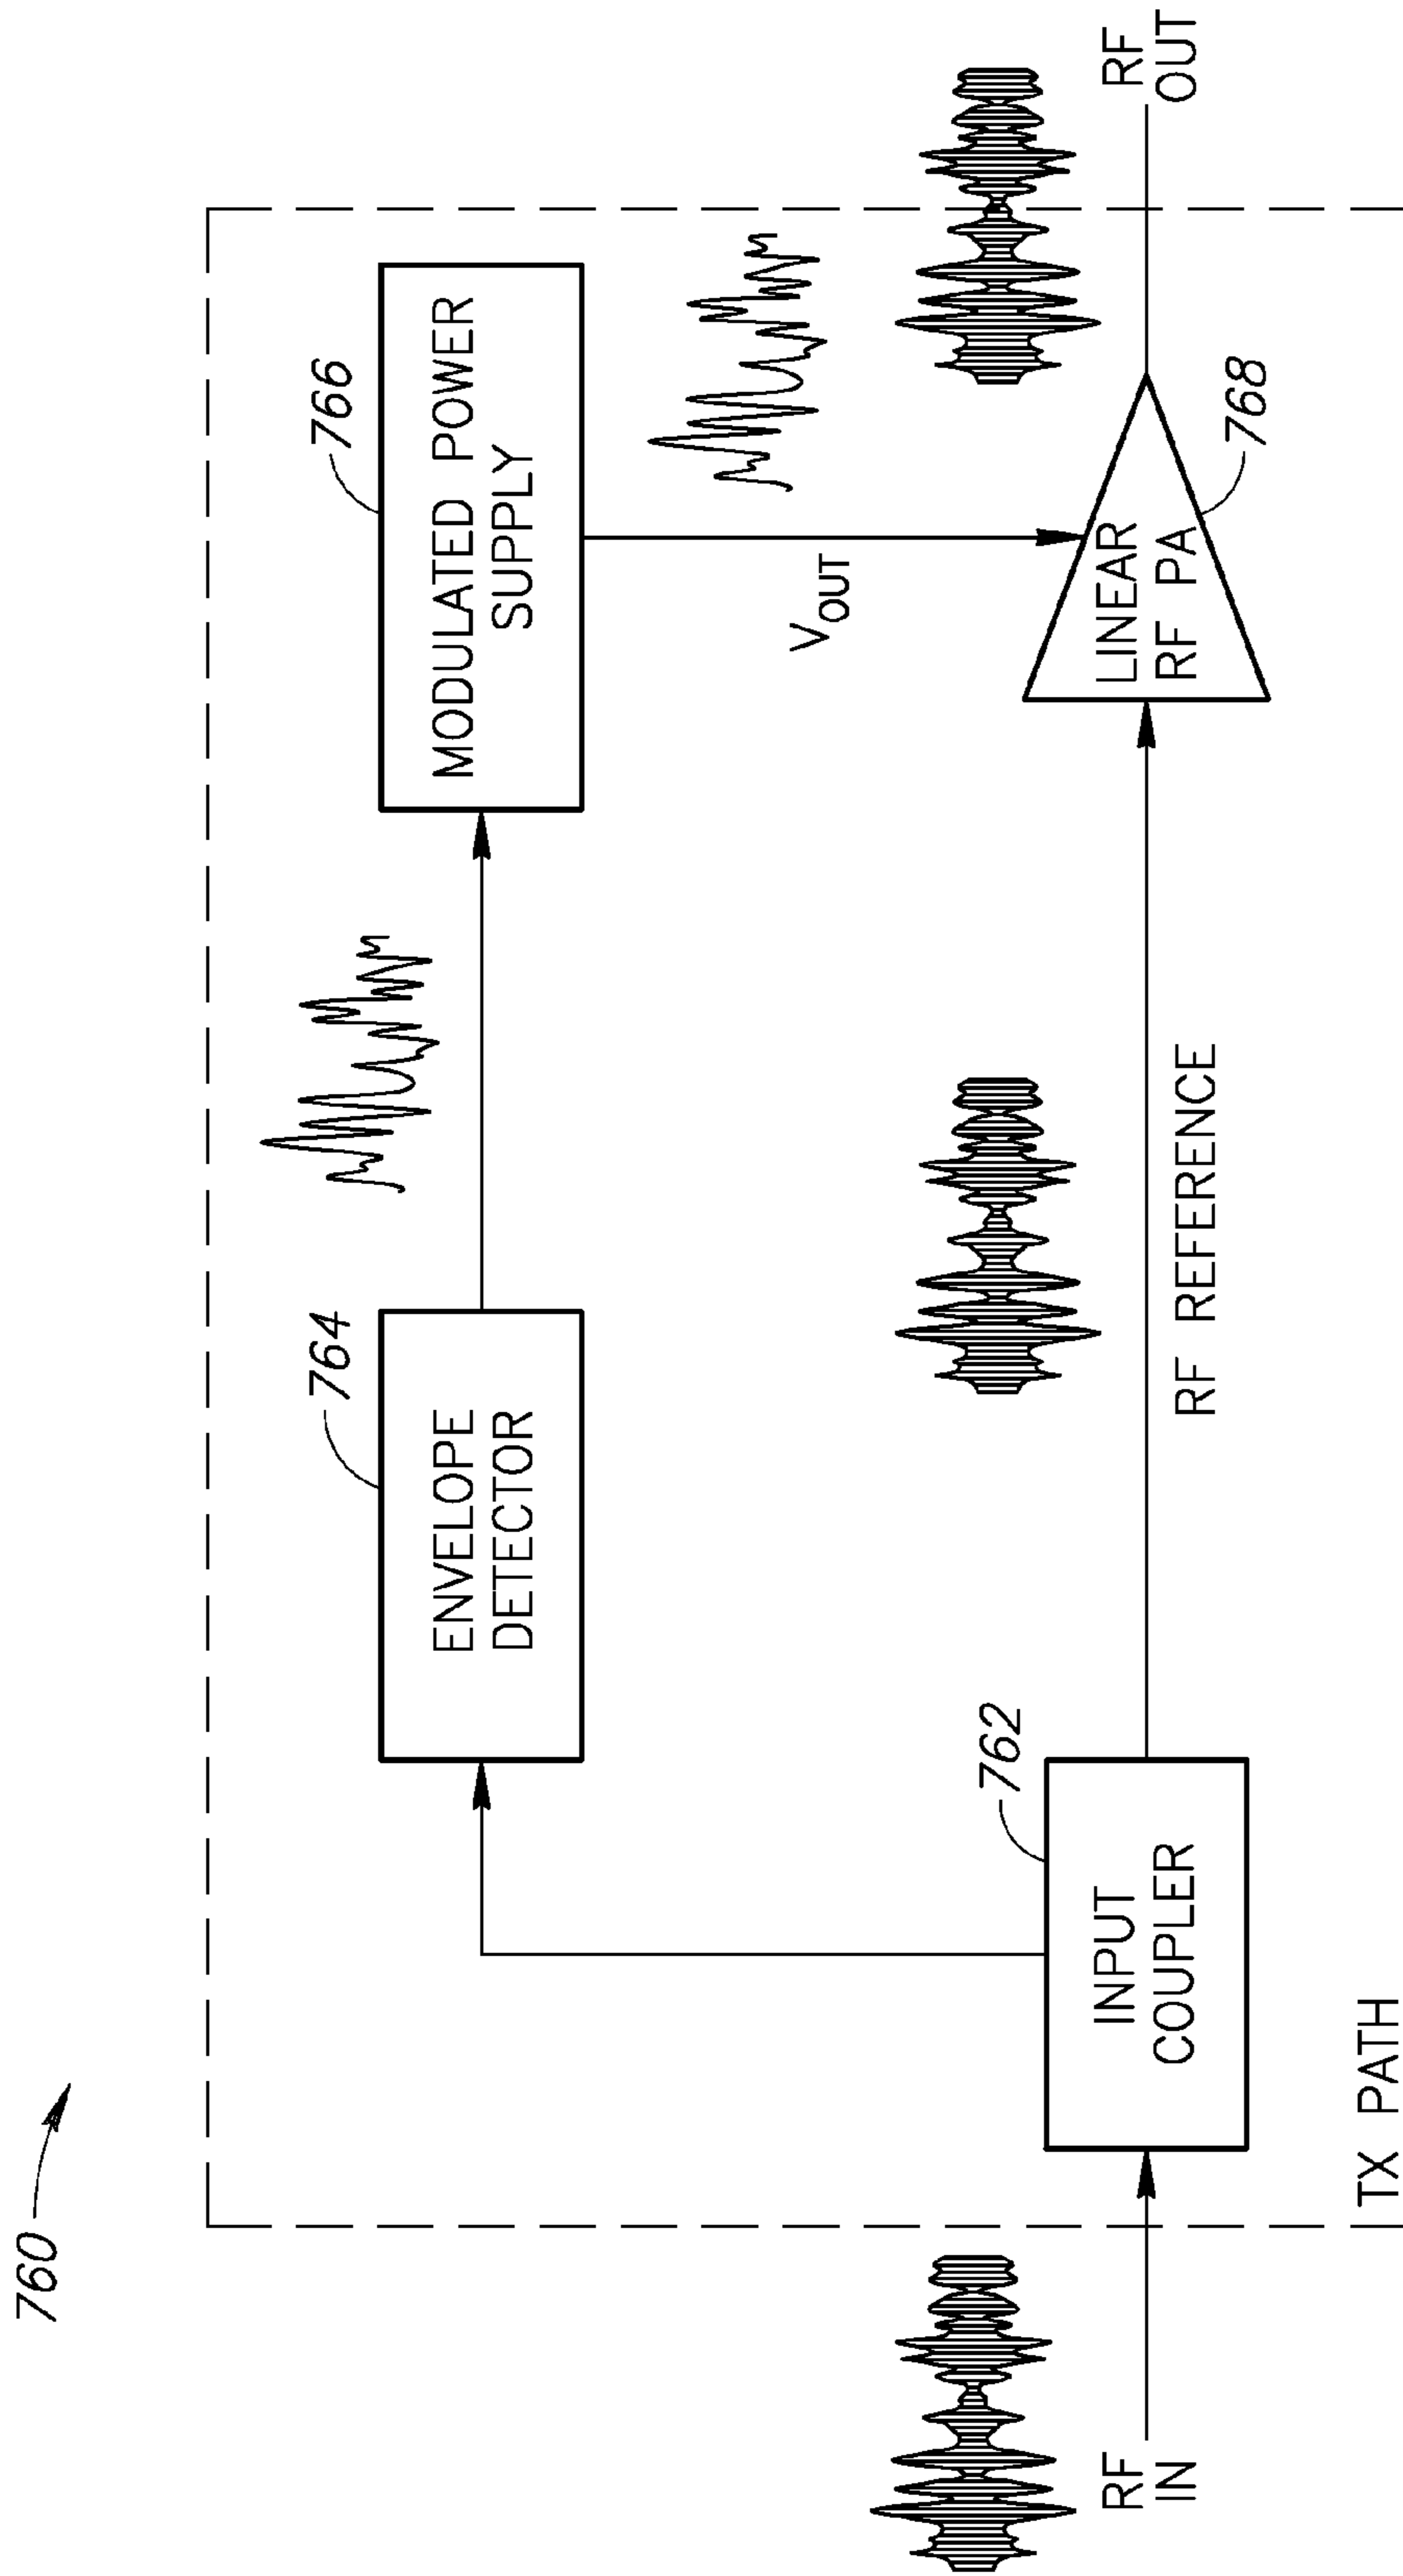 760
766
764
MODULATED POWER
SUPPLY
ENVELOPE
DETECTOR
VOUT
762
768
RF
IN
INPUT
COUPLER
RF REFERENCE
LINEAR
RF PA
RF
OUT
TX PATH